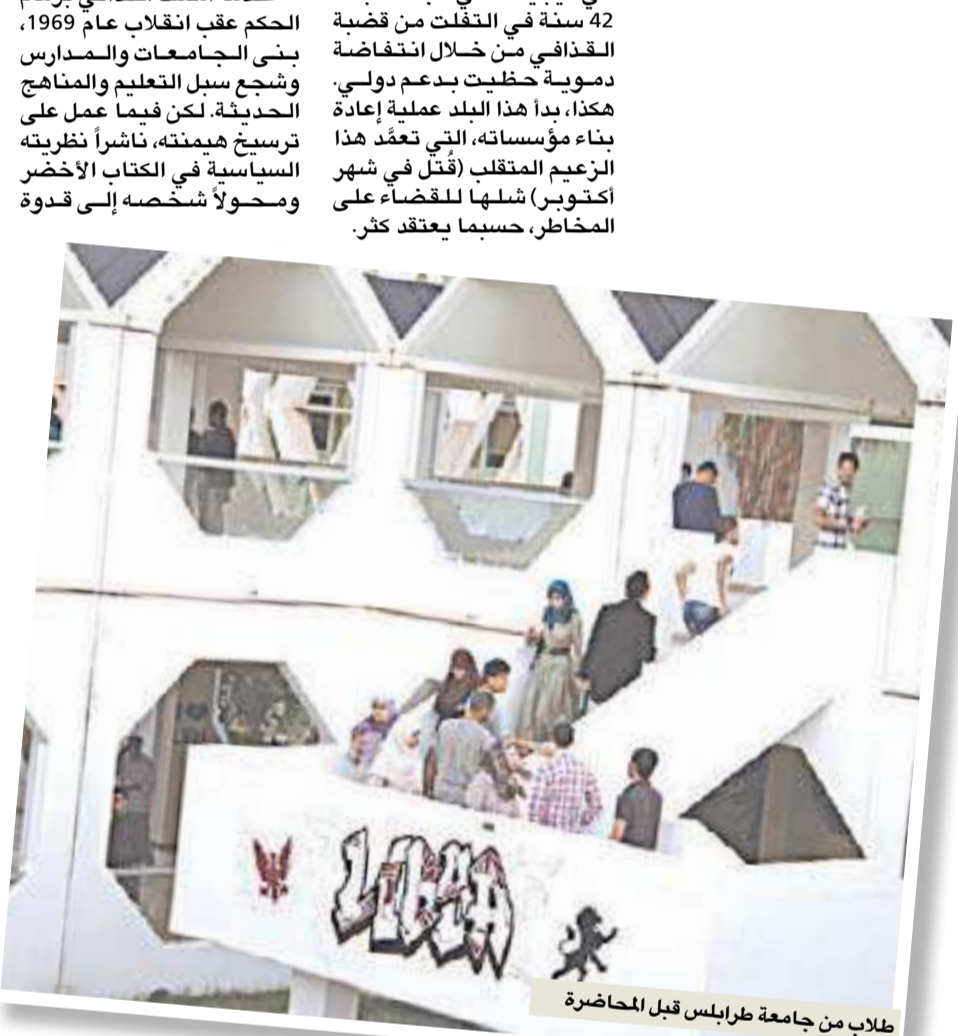 42 سنة في التفلت من قضبة
القذافي من خلال انتفاضة
دموية حظيت بدعم دولي.
هكذا، بدأ هذا البلد عملية إعادة
بناء مؤسساته، التي تعمَّد هذا
الزعيم المتقلب (قُتل في شهر
أكتوبر) شلها للقضاء على
المخاطر، حسبما يعتقد كثر.
الحكم عقب انقلاب عام 1969،
بنى الجامعات والمدارس
وشجع سبل التعليم والمناهج
الحديثة. لكن فيما عمل على
ترسيخ هيمنته، ناشراً نظريته
السياسية في الكتاب الأخضر
ومحولاً شخصه إلى قدوة
LIBYA
طلاب من جامعة طرابلس قبل المحاضرة